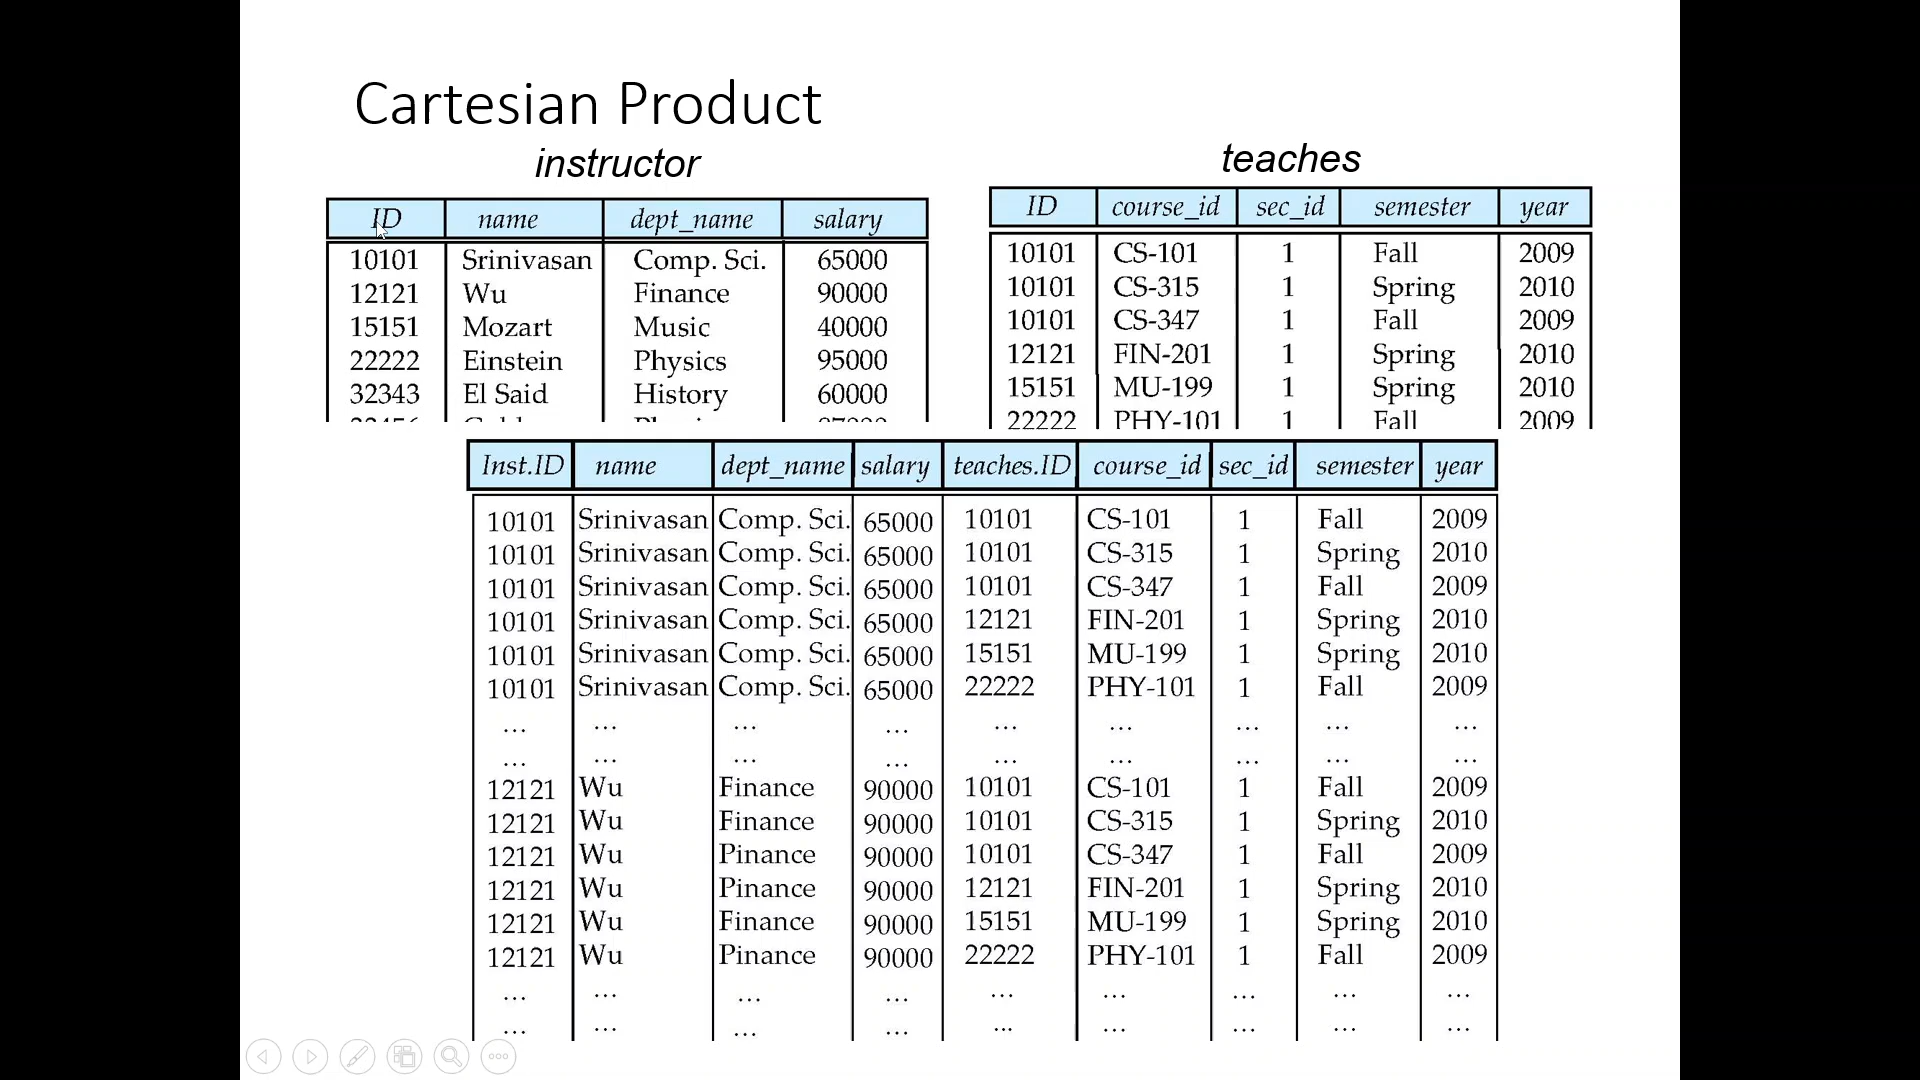 Cartesian Product
instructor
ID name dept_name salary
10101 Srinivasan Comp. Sci. 65000
12121 Wu Finance 90000
15151 Mozart Music 40000
22222 Einstein Physics 95000
32343 El Said History 60000
teaches
ID course_id sec_id semester year
10101 CS-101 1 Fall 2009
10101 CS-315 1 Spring 2010
10101 CS-347 1 Fall 2009
12121 FIN-201 1 Spring 2010
15151 MU-199 1 Spring 2010
22222 PHY-101 1 Fall 2009
Inst.ID name dept_name salary teaches.ID course_id sec_id semester year
10101 Srinivasan Comp. Sci. 65000 10101 CS-101 1 Fall 2009
10101 Srinivasan Comp. Sci. 65000 10101 CS-315 1 Spring 2010
10101 Srinivasan Comp. Sci. 65000 10101 CS-347 1 Fall 2009
10101 Srinivasan Comp. Sci. 65000 12121 FIN-201 1 Spring 2010
10101 Srinivasan Comp. Sci. 65000 15151 MU-199 1 Spring 2010
10101 Srinivasan Comp. Sci. 65000 22222 PHY-101 1 Fall 2009
... ... ... ... ... ... ... ... ...
... ... ... ... ... ... ... ... ...
12121 Wu Finance 90000 10101 CS-101 1 Fall 2009
12121 Wu Finance 90000 10101 CS-315 1 Spring 2010
12121 Wu Pinance 90000 10101 CS-347 1 Fall 2009
12121 Wu Pinance 90000 12121 FIN-201 1 Spring 2010
12121 Wu Finance 90000 15151 MU-199 1 Spring 2010
12121 Wu Pinance 90000 22222 PHY-101 1 Fall 2009
... ... ... ... ... ... ... ... ...
... ... ... ... ... ... ... ... ...